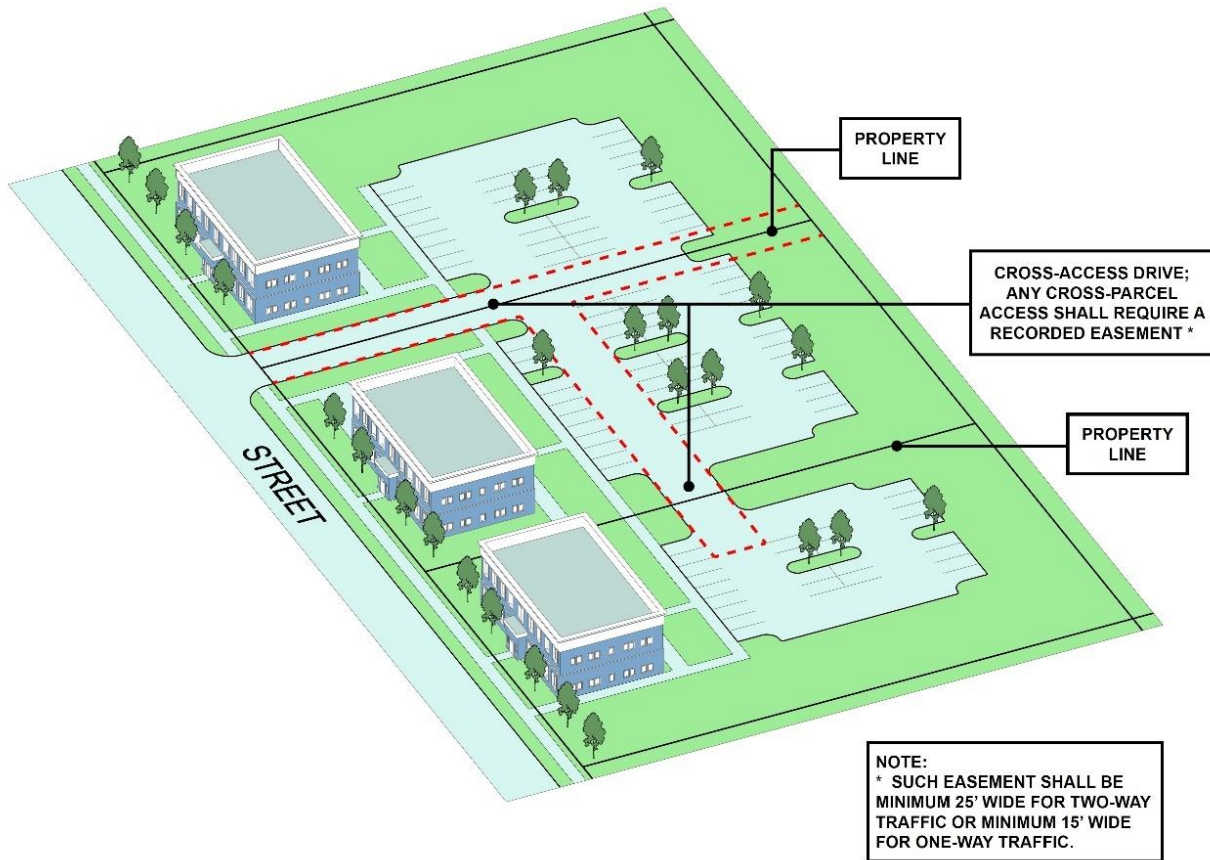 PROPERTY
LINE
CROSS-ACCESS DRIVE;
ANY CROSS-PARCEL
ACCESS SHALL REQUIRE A
RECORDED EASEMENT *
PROPERTY
LINE
STREET
NOTE:
* SUCH EASEMENT SHALL BE
MINIMUM 25' WIDE FOR TWO-WAY
TRAFFIC OR MINIMUM 15' WIDE
FOR ONE-WAY TRAFFIC.